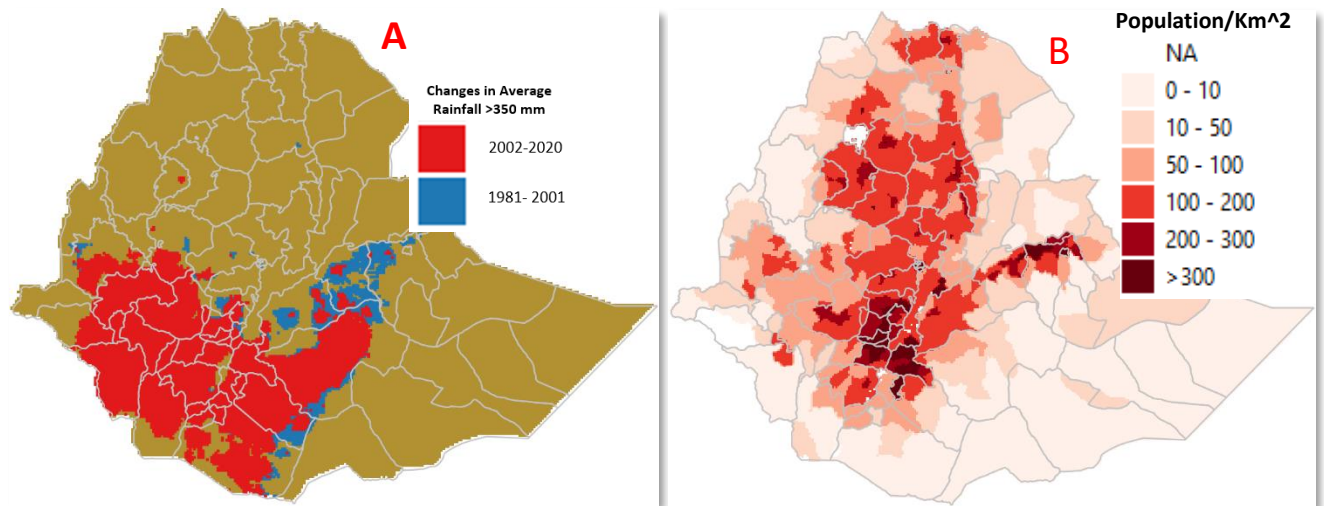 A
Changes in Average
Rainfall >350 mm
2002-2020
1981- 2001
B
Population/Km^2
NA
0 - 10
10 - 50
50 - 100
100 - 200
200 - 300
>300